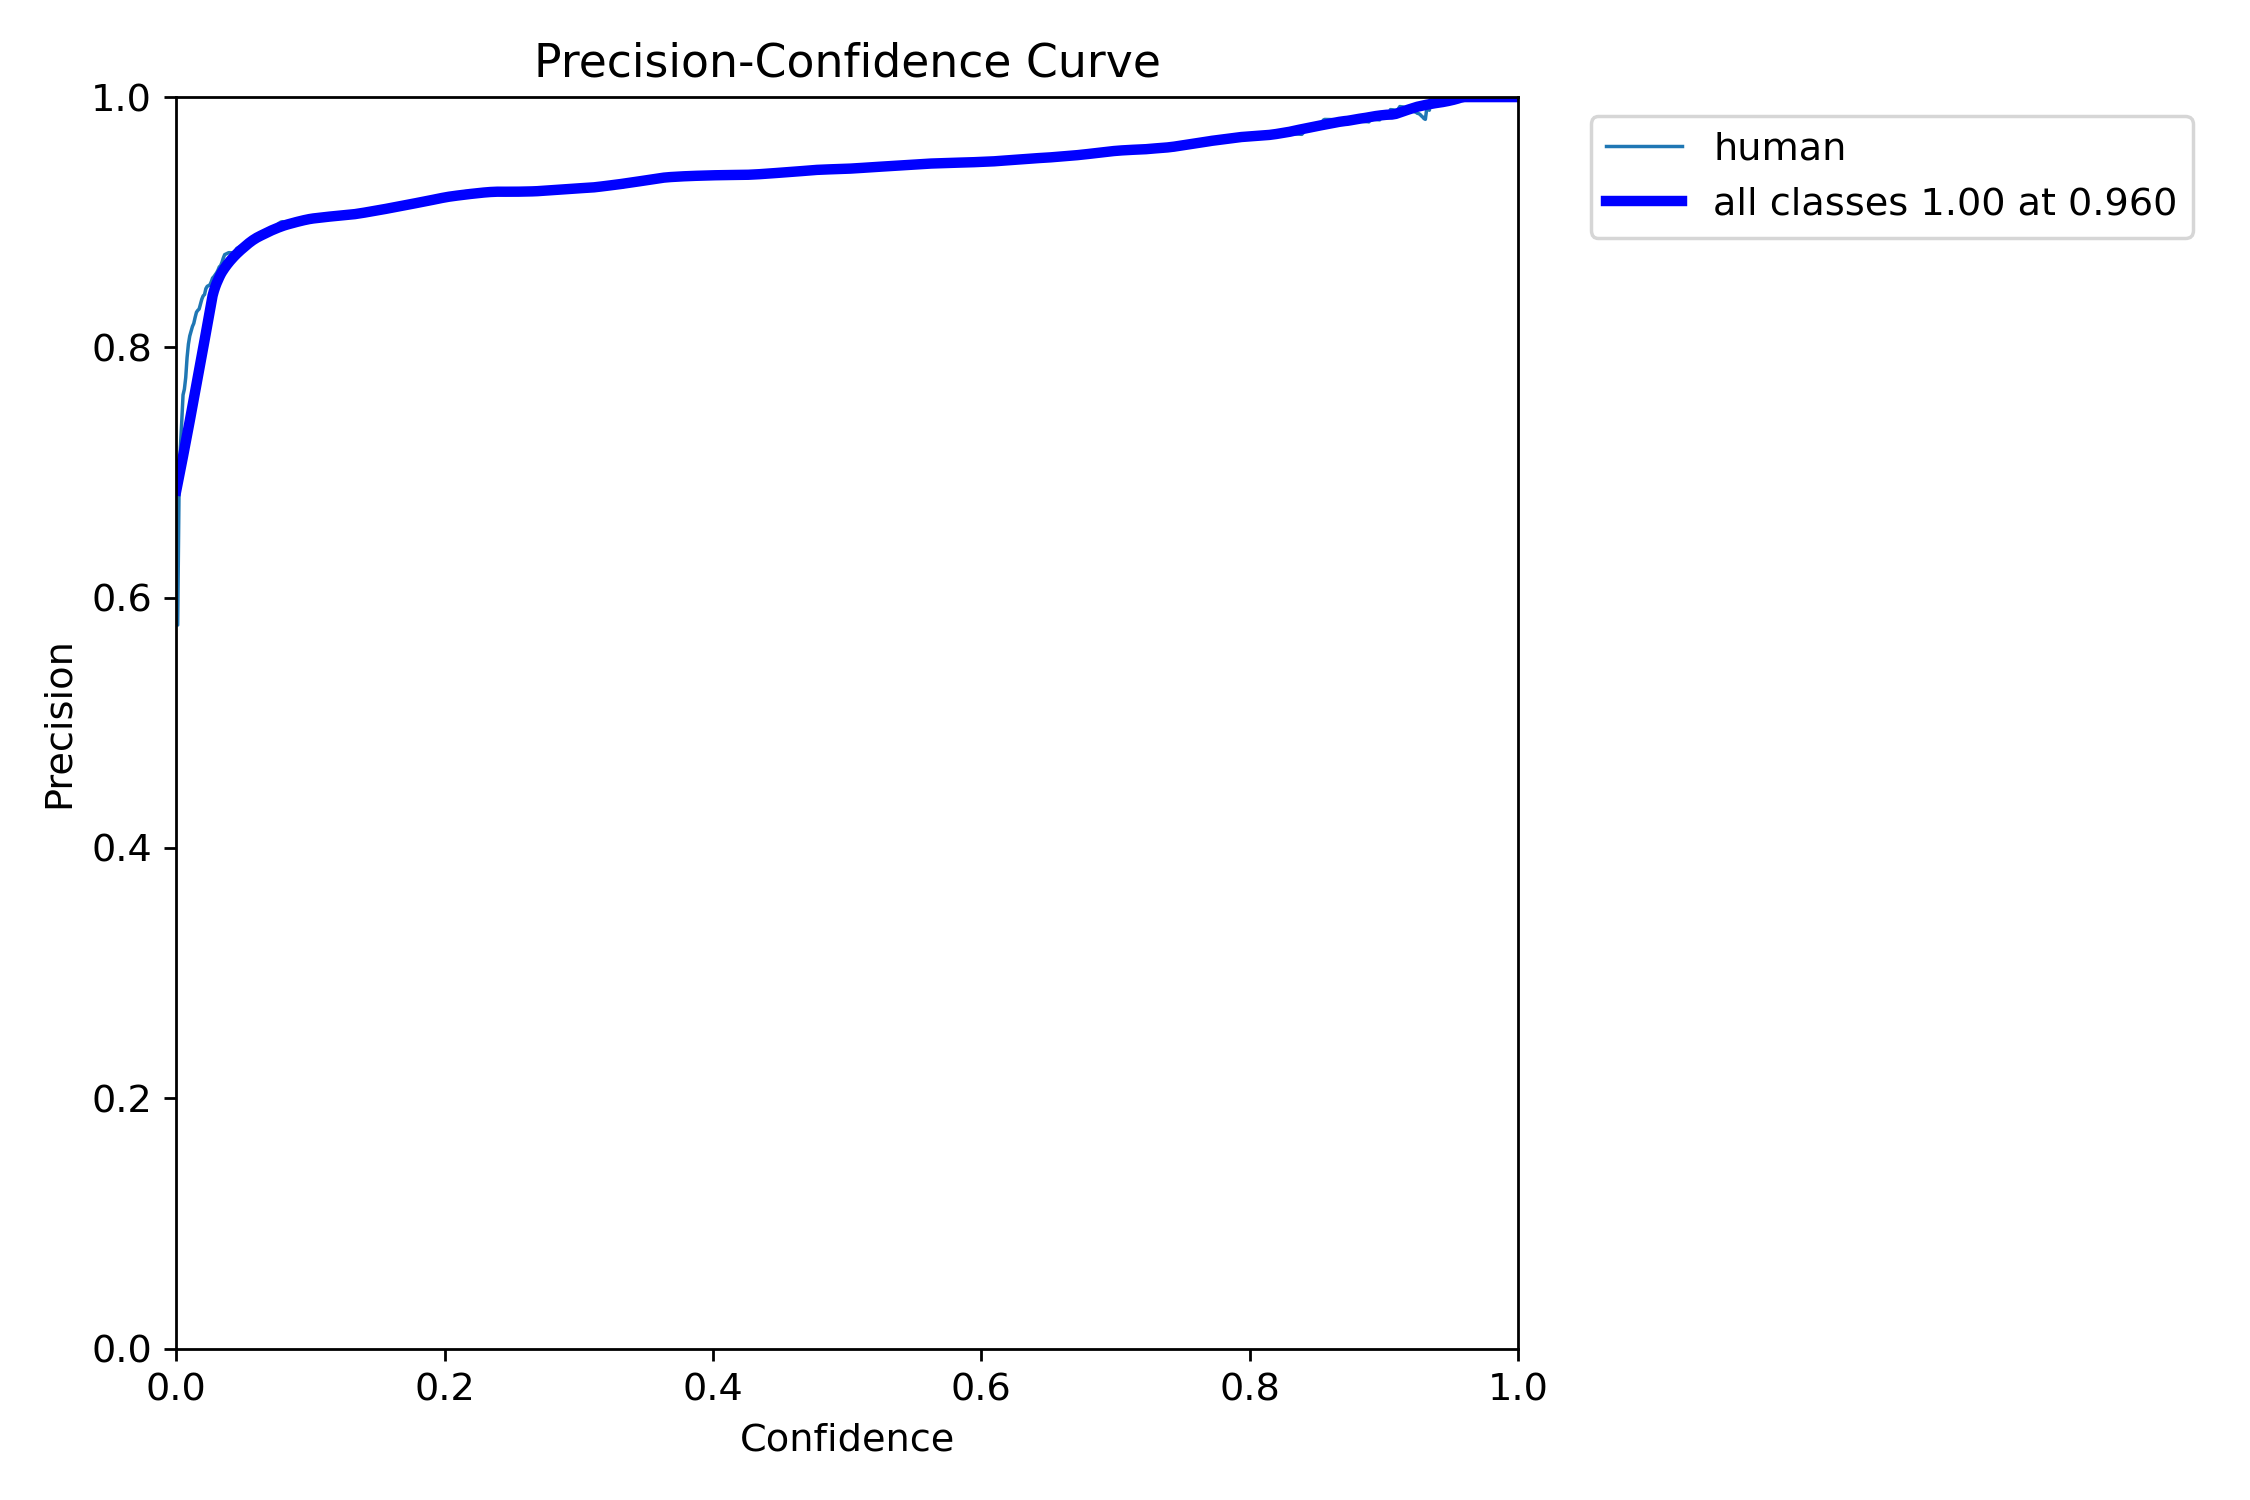 Precision-Confidence Curve
1.0
0.8
0.6
0.4
0.2
0.0
Precision
0.0 0.2 0.4 0.6 0.8 1.0
Confidence
human
all classes 1.00 at 0.960